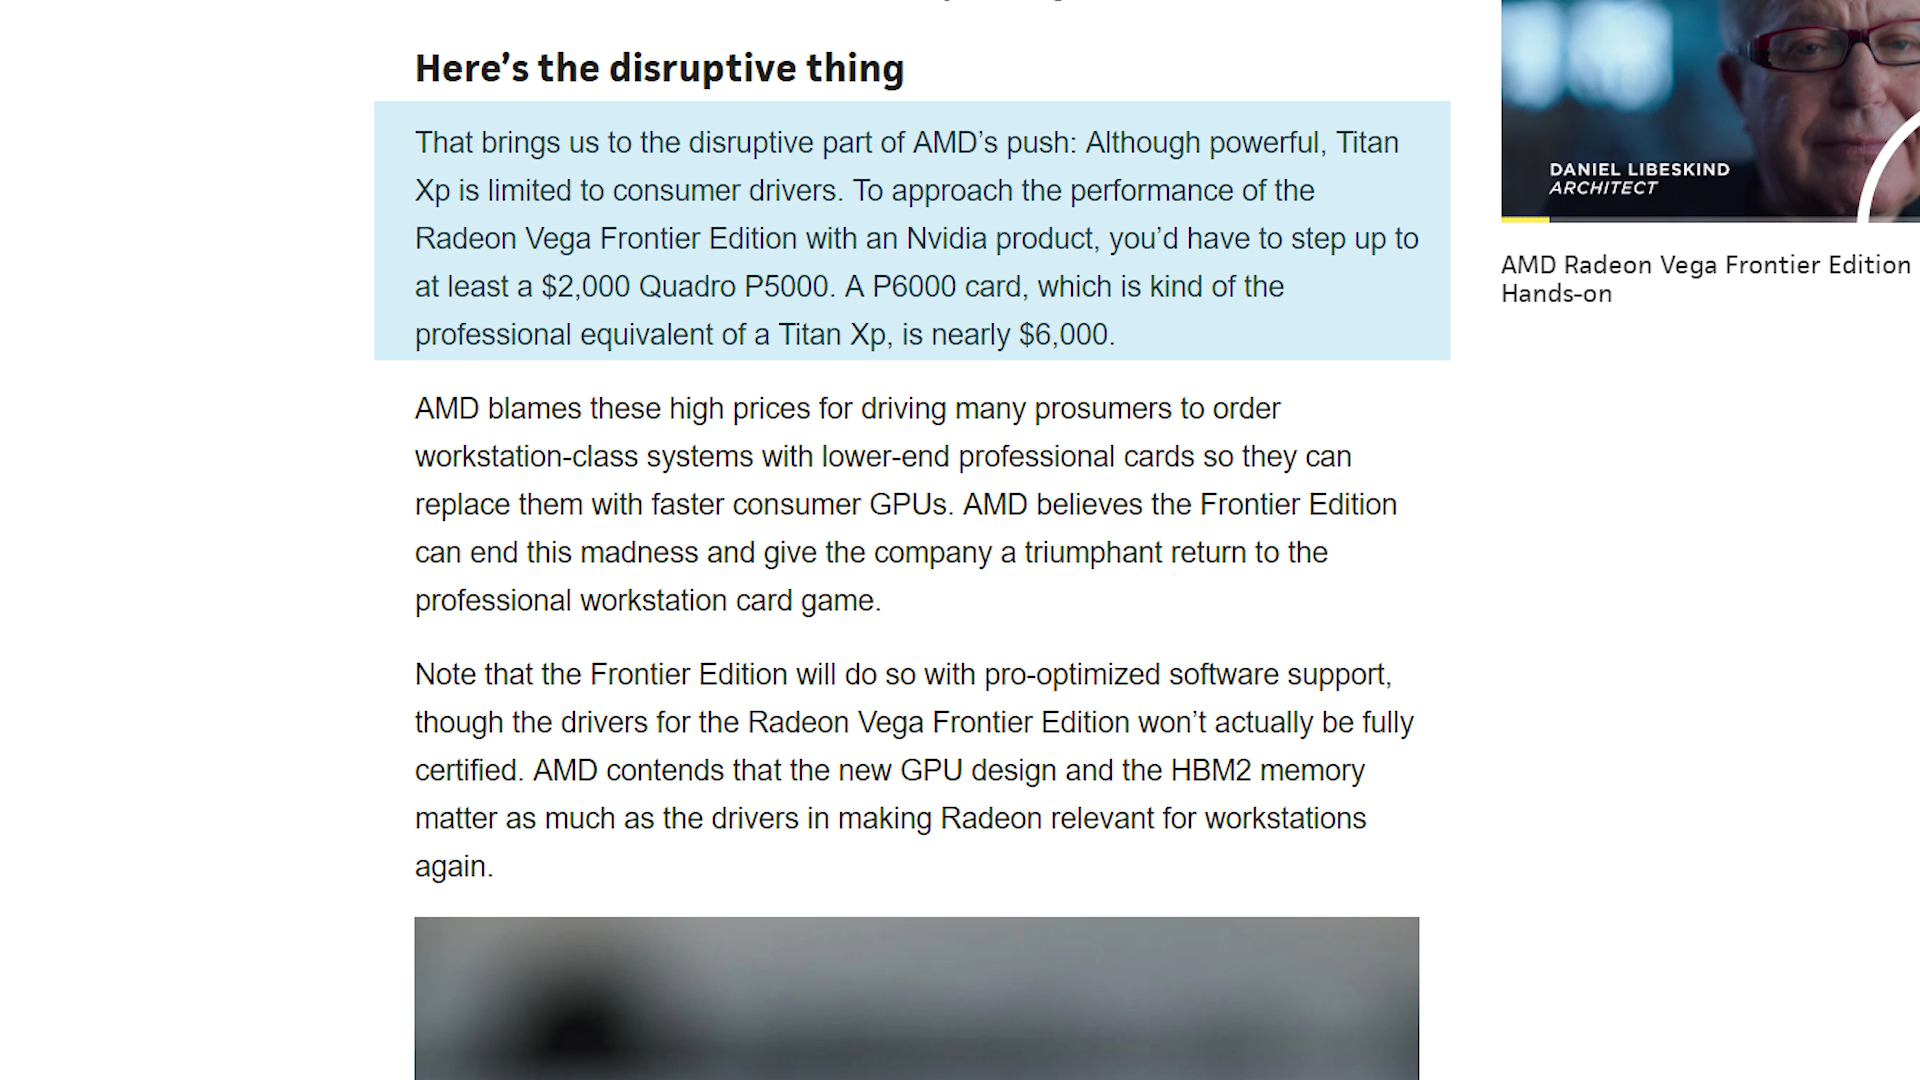 Here’s the disruptive thing
That brings us to the disruptive part of AMD’s push: Although powerful, Titan
Xp is limited to consumer drivers. To approach the performance of the
Radeon Vega Frontier Edition with an Nvidia product, you’d have to step up to
at least a $2,000 Quadro P5000. A P6000 card, which is kind of the
professional equivalent of a Titan Xp, is nearly $6,000.
AMD blames these high prices for driving many prosumers to order
workstation-class systems with lower-end professional cards so they can
replace them with faster consumer GPUs. AMD believes the Frontier Edition
can end this madness and give the company a triumphant return to the
professional workstation card game.
Note that the Frontier Edition will do so with pro-optimized software support,
though the drivers for the Radeon Vega Frontier Edition won’t actually be fully
certified. AMD contends that the new GPU design and the HBM2 memory
matter as much as the drivers in making Radeon relevant for workstations
again.
DANIEL LIBESKIND
ARCHITECT
AMD Radeon Vega Frontier Edition
Hands-on